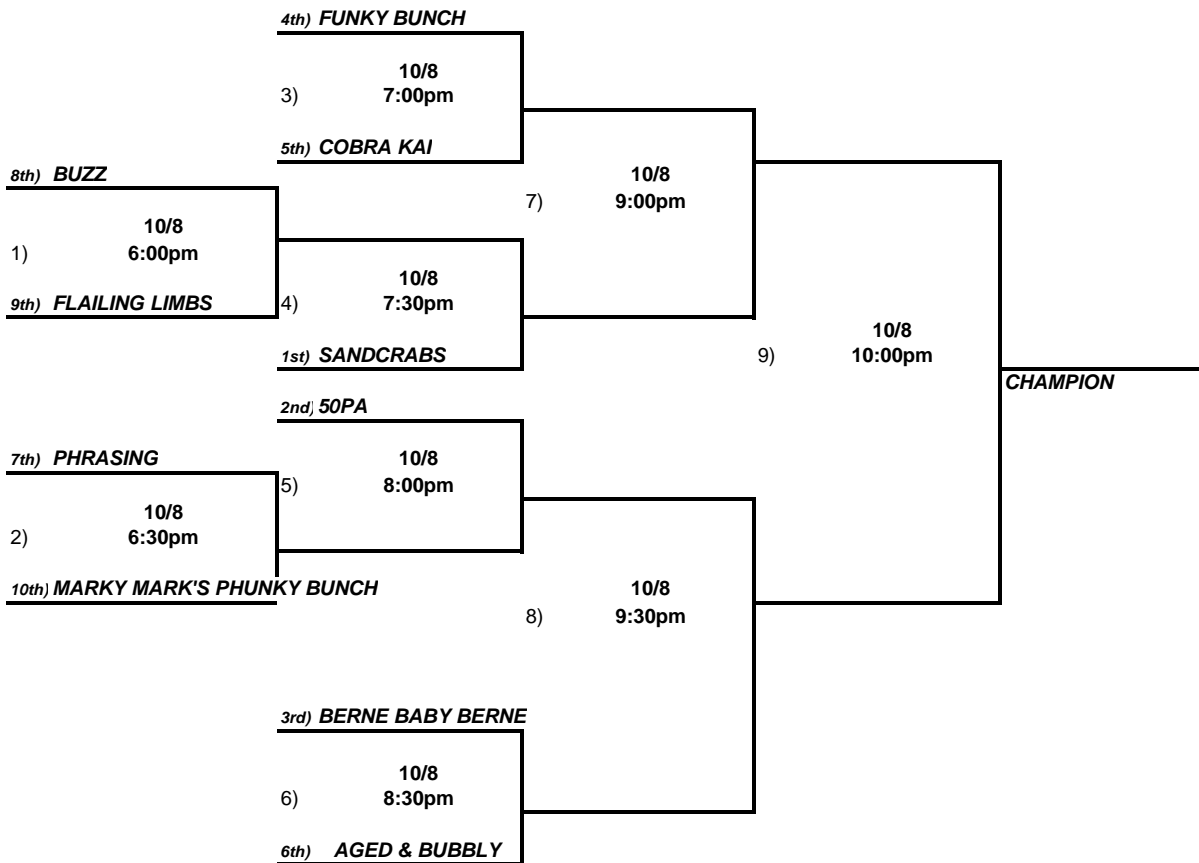 4th) FUNKY BUNCH
10/8
3) 7:00pm
5th) COBRA KAI
8th) BUZZ
10/8
7) 9:00pm
10/8
1) 6:00pm
10/8
4) 7:30pm
9th) FLAILING LIMBS
10/8
9) 10:00pm
1st) SANDCRABS
CHAMPION
2nd) 50PA
7th) PHRASING
10/8
5) 8:00pm
10/8
2) 6:30pm
10th) MARKY MARK'S PHUNKY BUNCH
10/8
8) 9:30pm
3rd) BERNE BABY BERNE
10/8
6) 8:30pm
6th) AGED & BUBBLY